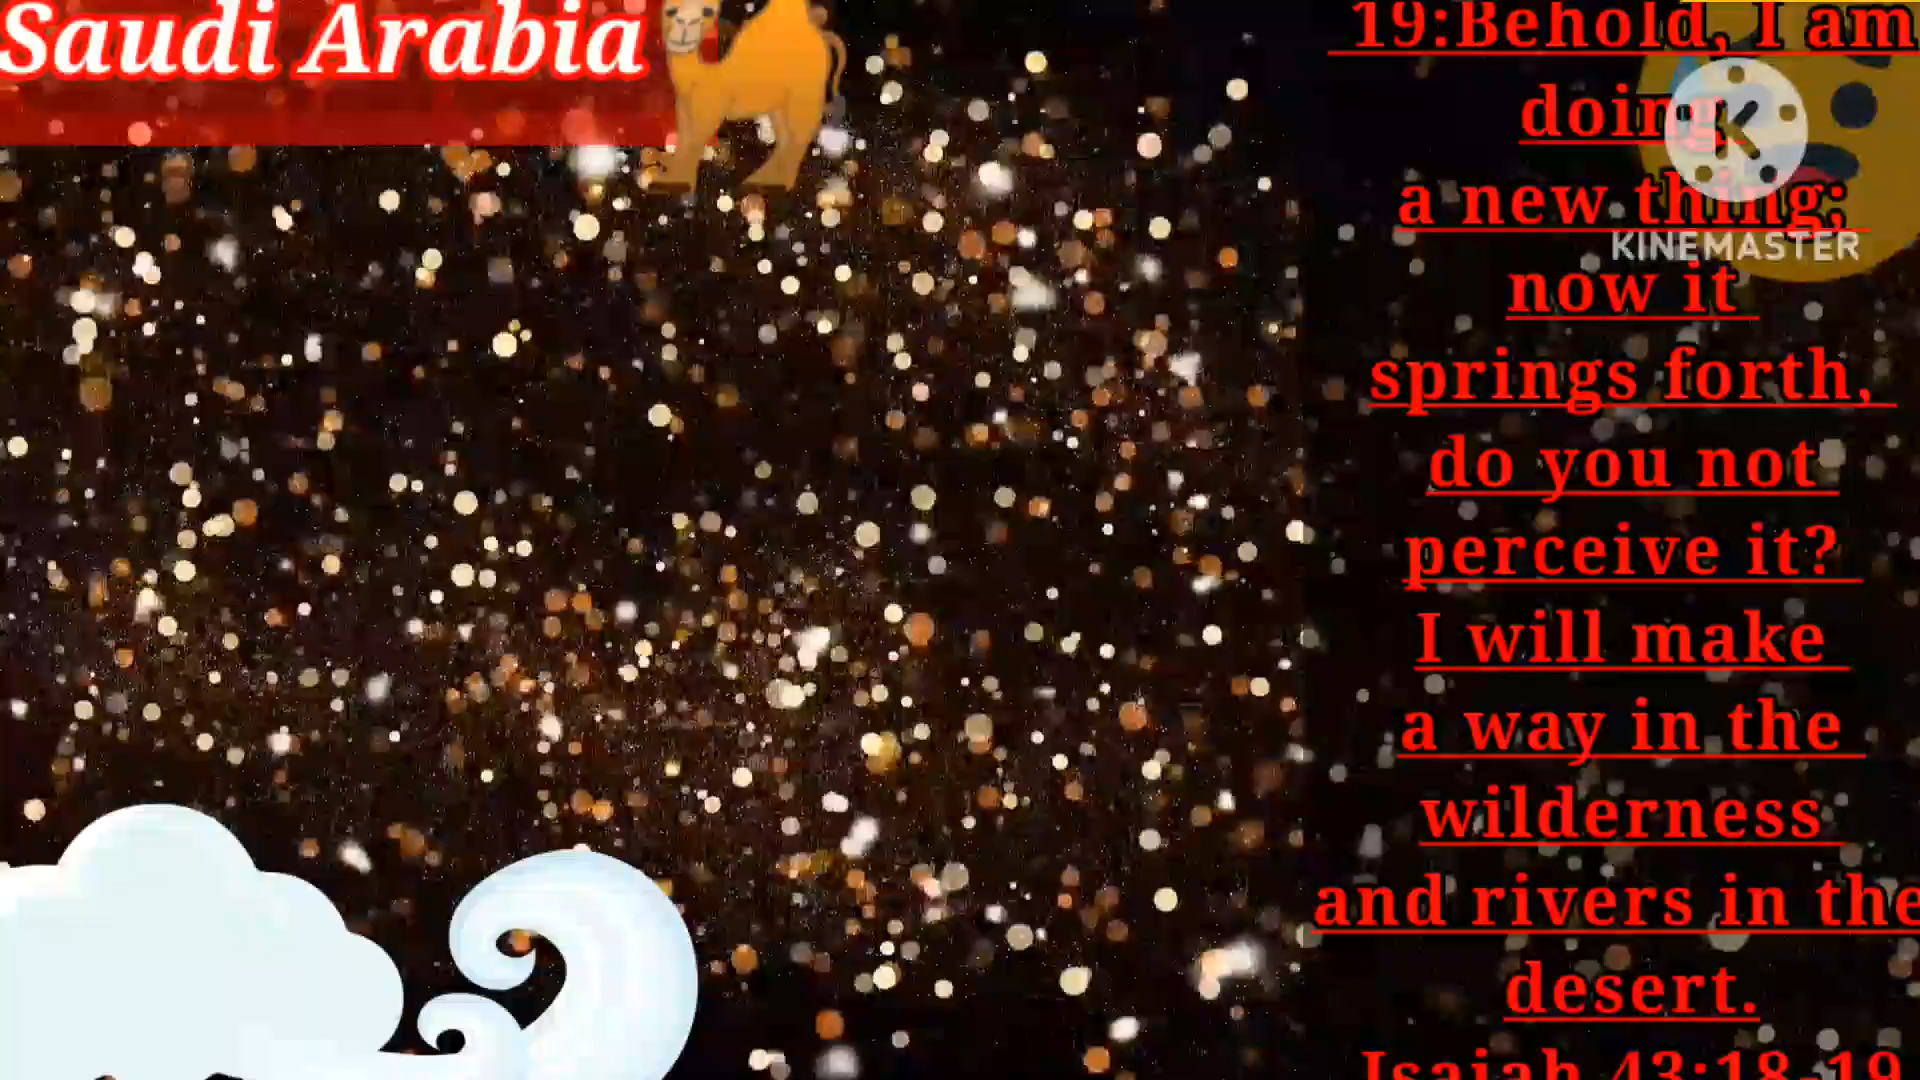 Saudi Arabia
19:Behold, I am
doing
a new thing;
now it
springs forth,
do you not
perceive it?
I will make
a way in the
wilderness
and rivers in the
desert.
Isaiah 43:18-19
KINEMASTER